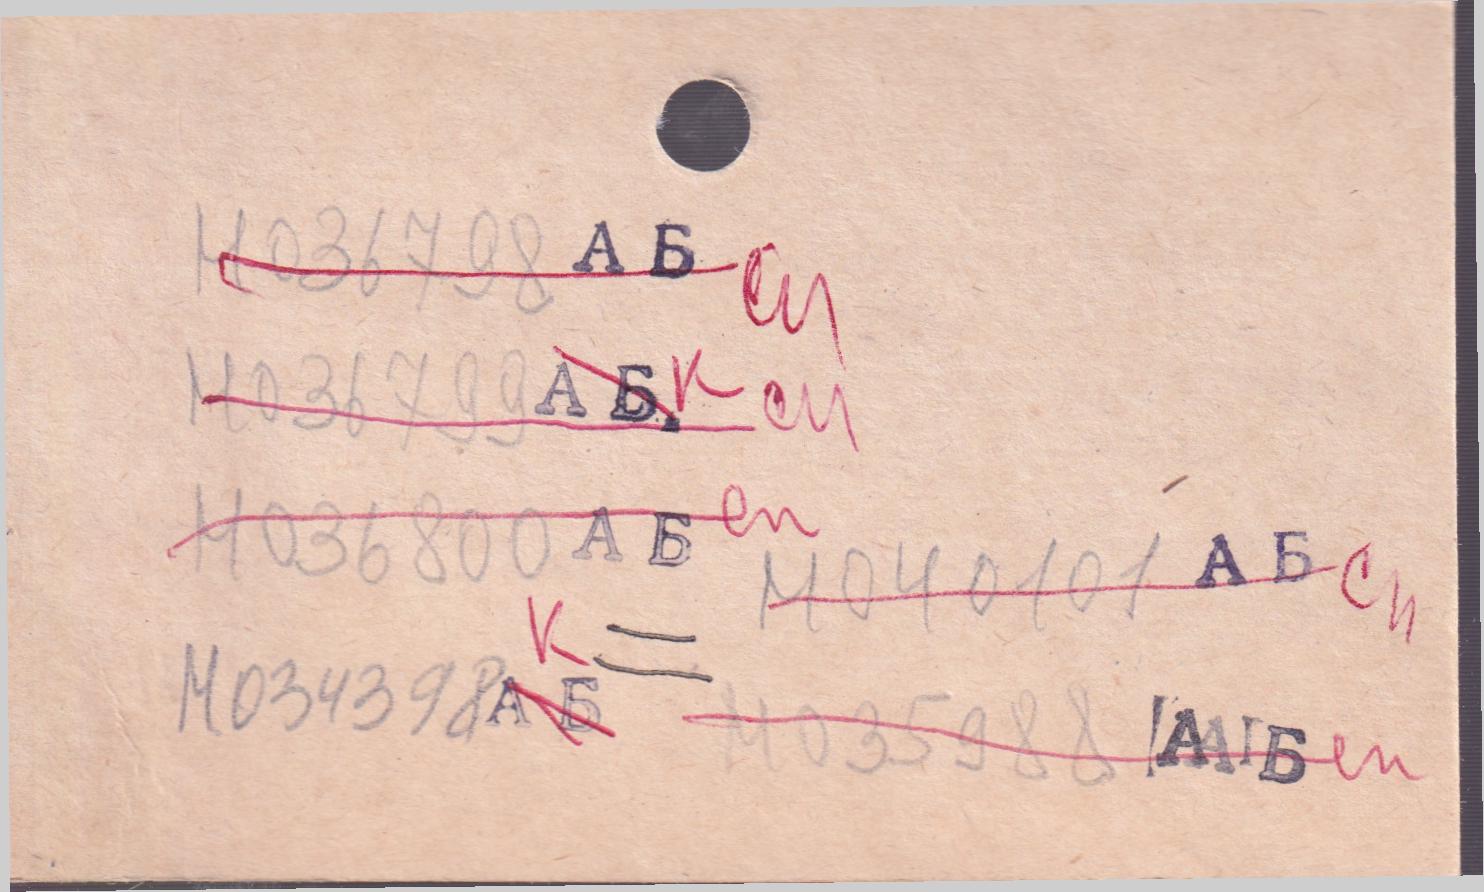 М036798 АБ сп
М036799 АБ К сп
М036800 АБ сп
М040101 АБ сп
К
М034398 АБ
М035988 АБ сп